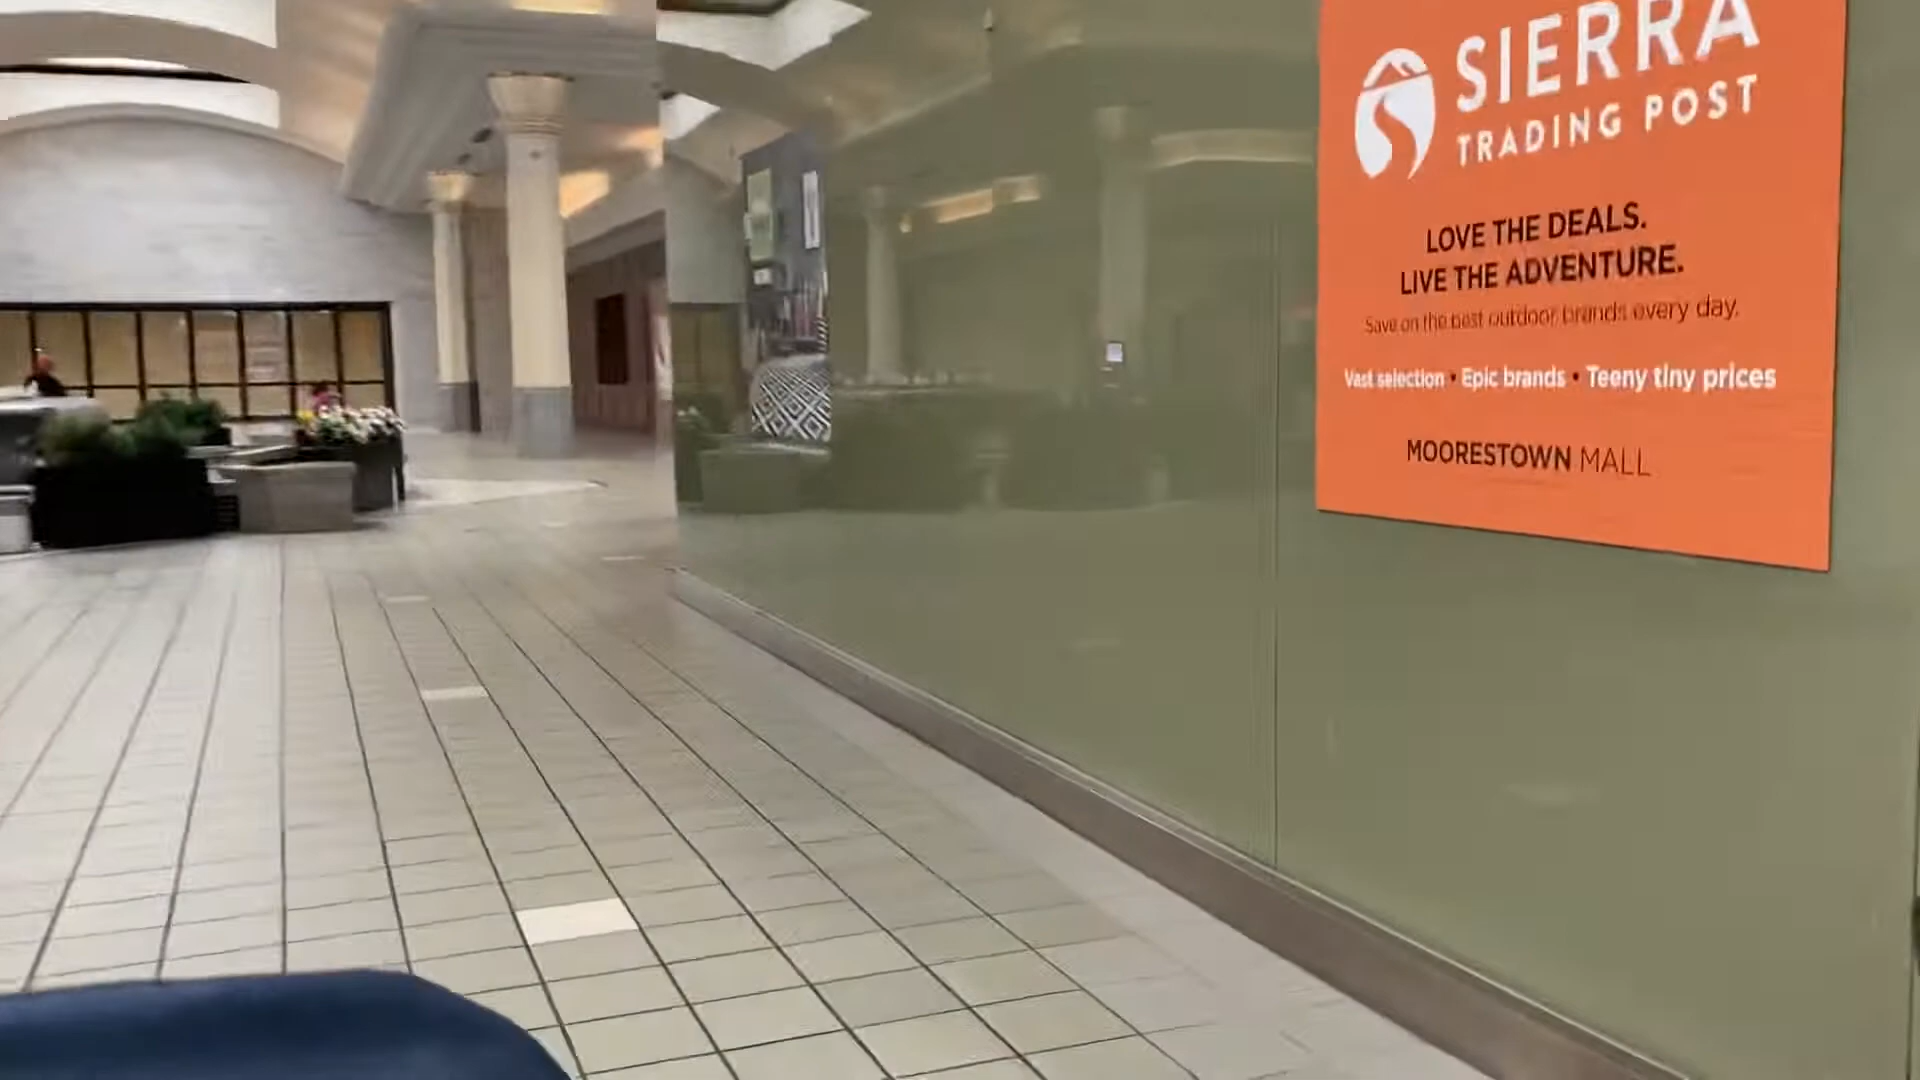 SIERRA
TRADING POST
LOVE THE DEALS.
LIVE THE ADVENTURE.
Save on the best outdoor brands every day.
Vast selection • Epic brands • Teeny tiny prices
MOORESTOWN MALL